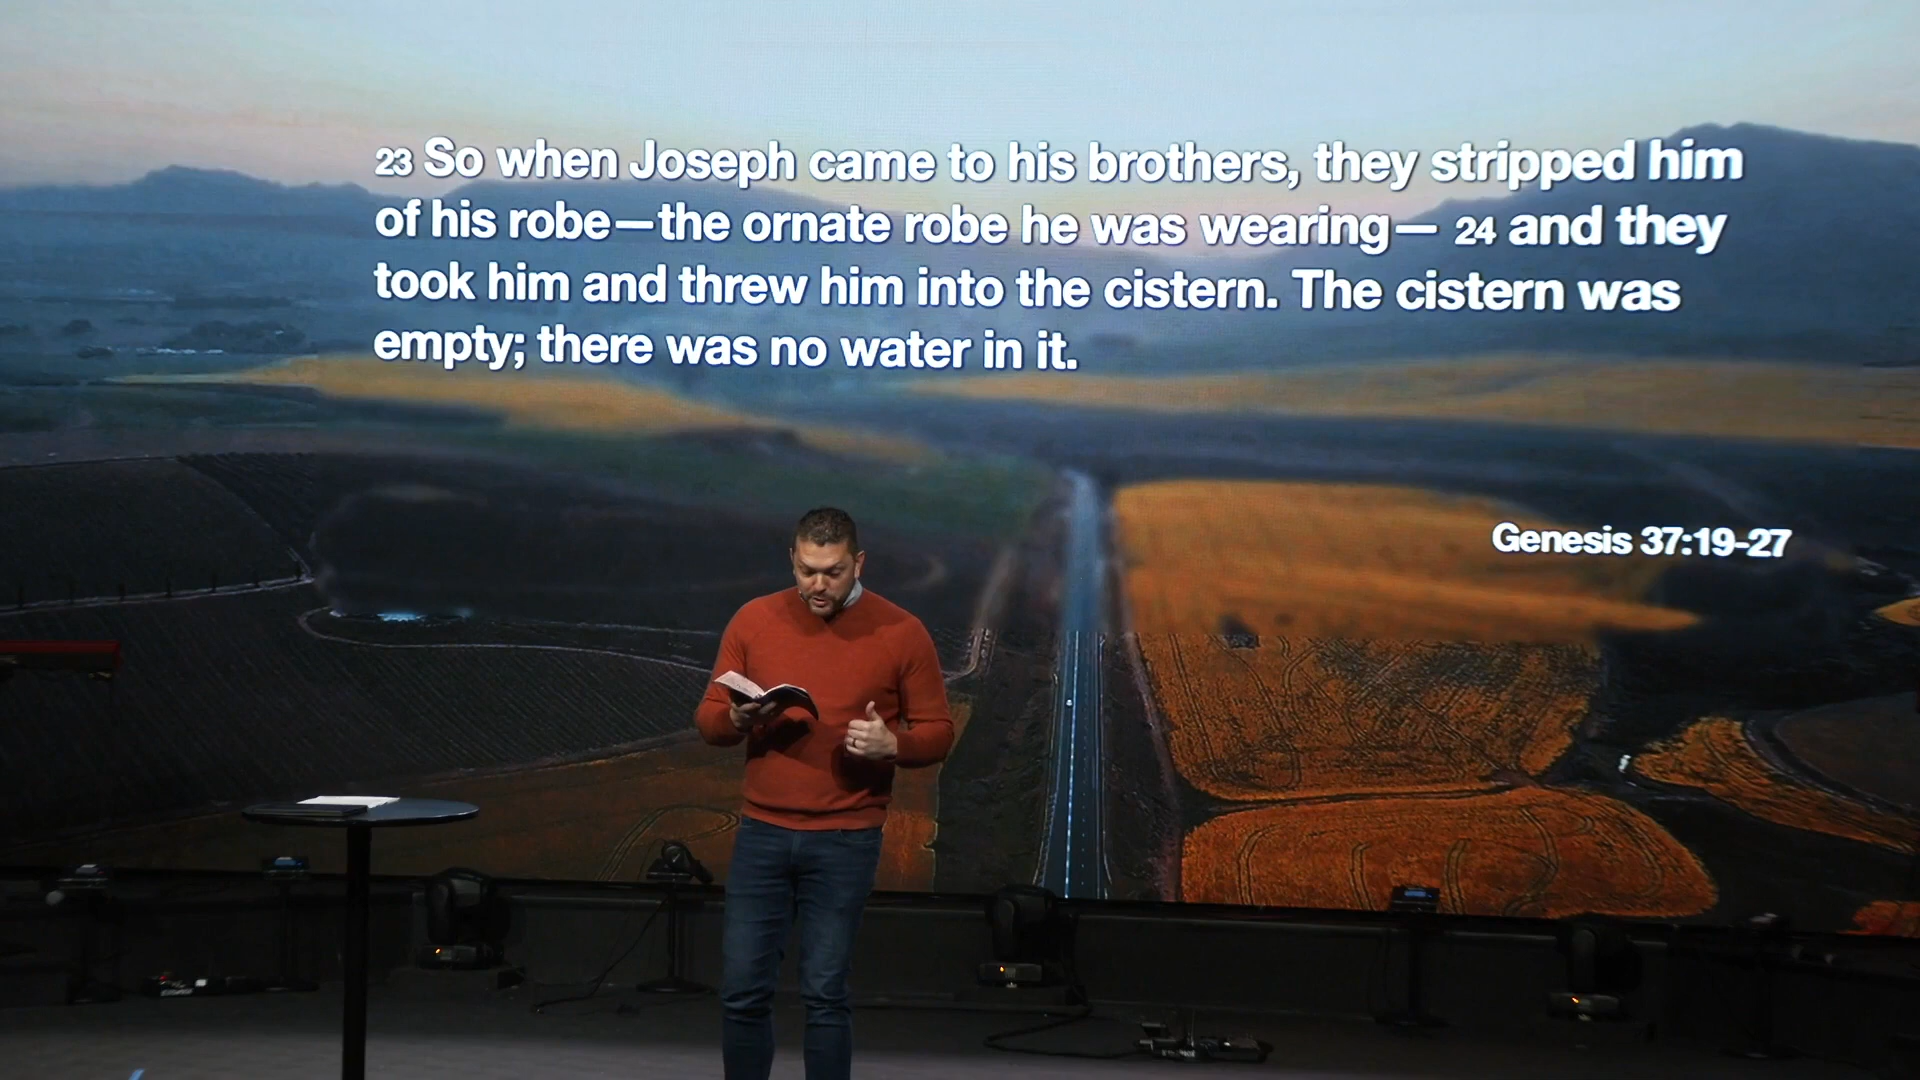 23 So when Joseph came to his brothers, they stripped him
of his robe—the ornate robe he was wearing— 24 and they
took him and threw him into the cistern. The cistern was
empty; there was no water in it.
Genesis 37:19-27